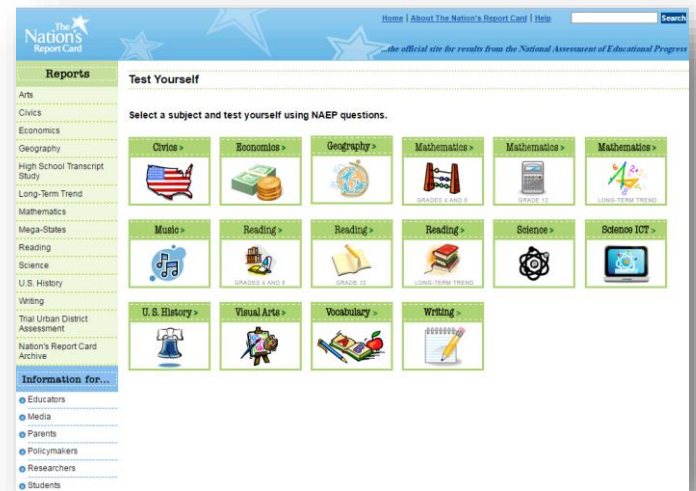 The
Nation's
Report Card
Home | About The Nation's Report Card | Help
Search
...the official site for results from the National Assessment of Educational Progress
Reports
Arts
Civics
Economics
Geography
High School Transcript
Study
Long-Term Trend
Mathematics
Mega-States
Reading
Science
U.S. History
Writing
Trial Urban District
Assessment
Nation's Report Card
Archive
Information for...
Educators
Media
Parents
Policymakers
Researchers
Students
Test Yourself
Select a subject and test yourself using NAEP questions.
Civics >
Economics >
Geography >
Mathematics >
GRADES 4 AND 8
Mathematics >
GRADE 12
Mathematics >
LONG-TERM TREND
Music >
Reading >
GRADES 4 AND 8
Reading >
GRADE 12
Reading >
LONG-TERM TREND
Science >
Science ICT >
U. S. History >
Visual Arts >
Vocabulary >
Writing >